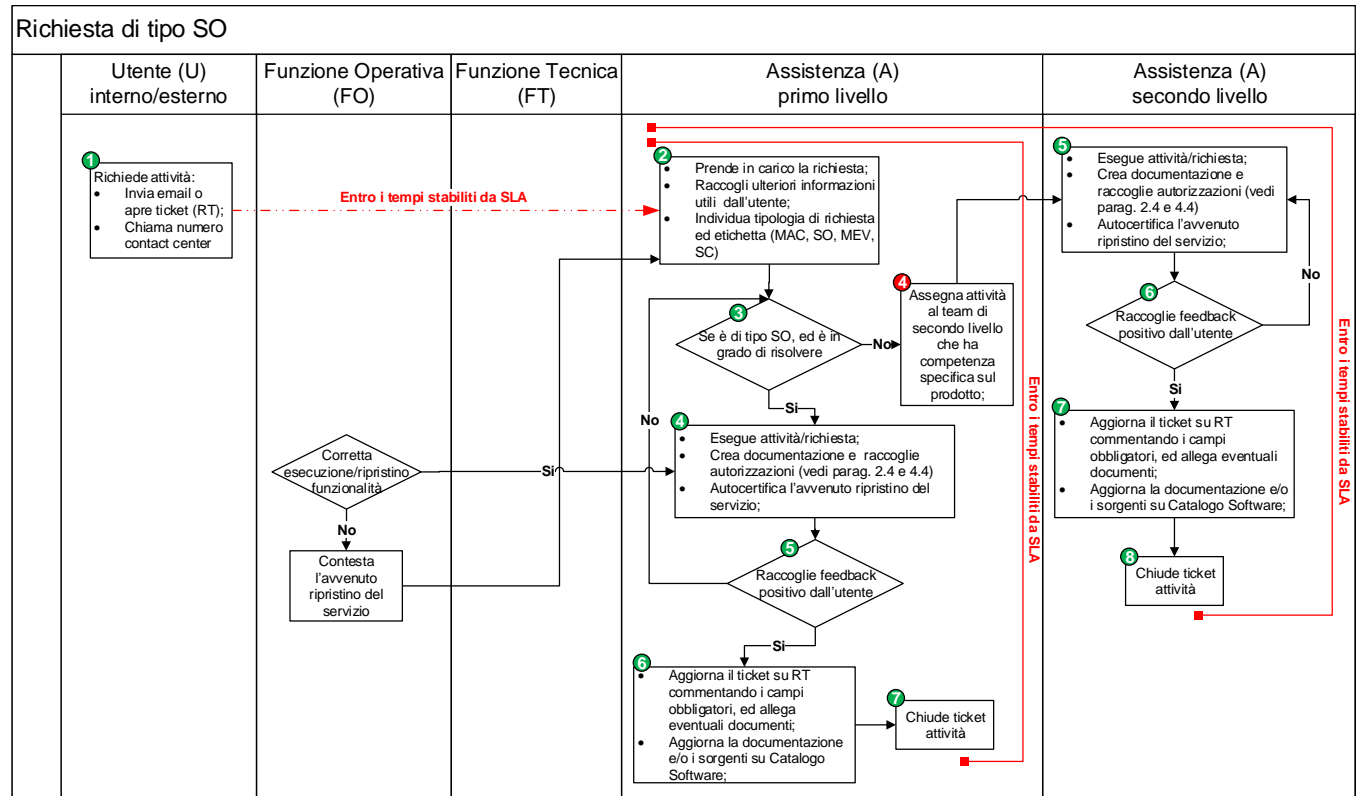 Richiesta di tipo SO
Utente (U)
interno/esterno
Funzione Operativa
(FO)
Funzione Tecnica
(FT)
Assistenza (A)
primo livello
Assistenza (A)
secondo livello
1
Richiede attività:
• Invia email o
apre ticket (RT);
• Chiama numero
contact center
Entro i tempi stabiliti da SLA
2
• Prende in carico la richiesta;
• Raccogli ulteriori informazioni
utili dall'utente;
• Individua tipologia di richiesta
ed etichetta (MAC, SO, MEV,
SC)
3
Se è di tipo SO, ed è in
grado di risolvere
No
4
Assegna attività
al team di
secondo livello
che ha
competenza
specifica sul
prodotto;
Si
No
4
• Esegue attività/richiesta;
• Crea documentazione e raccoglie
autorizzazioni (vedi parag. 2.4 e 4.4)
• Autocertifica l'avvenuto ripristino del
servizio;
Corretta
esecuzione/ripristino
funzionalità
Si
No
Contesta
l'avvenuto
ripristino del
servizio
5
Raccoglie feedback
positivo dall'utente
Si
6
• Aggiorna il ticket su RT
commentando i campi
obbligatori, ed allega
eventuali documenti;
• Aggiorna la documentazione
e/o i sorgenti su Catalogo
Software;
7
Chiude ticket
attività
Entro i tempi stabiliti da SLA
5
• Esegue attività/richiesta;
• Crea documentazione e
raccoglie autorizzazioni (vedi
parag. 2.4 e 4.4)
• Autocertifica l'avvenuto
ripristino del servizio;
No
6
Raccoglie feedback
positivo dall'utente
Si
7
• Aggiorna il ticket su RT
commentando i campi
obbligatori, ed allega eventuali
documenti;
• Aggiorna la documentazione e/o
i sorgenti su Catalogo Software;
8
Chiude ticket
attività
Entro i tempi stabiliti da SLA